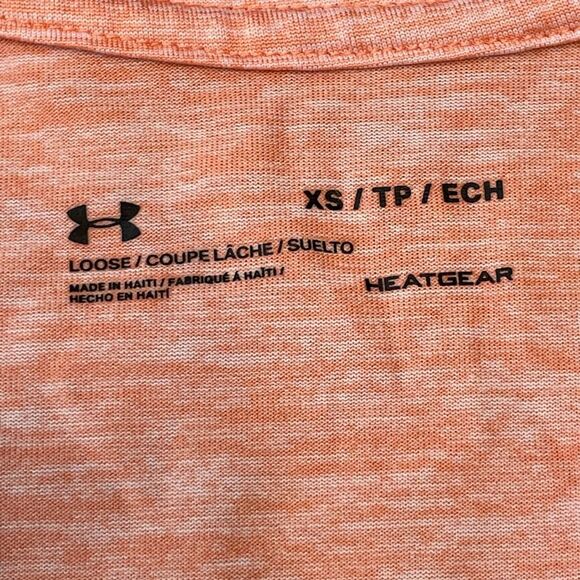 XS / TP / ECH
LOOSE / COUPE LÂCHE / SUELTO
MADE IN HAITI / FABRIQUÉ À HAÏTI /
HECHO EN HAITÍ
HEATGEAR